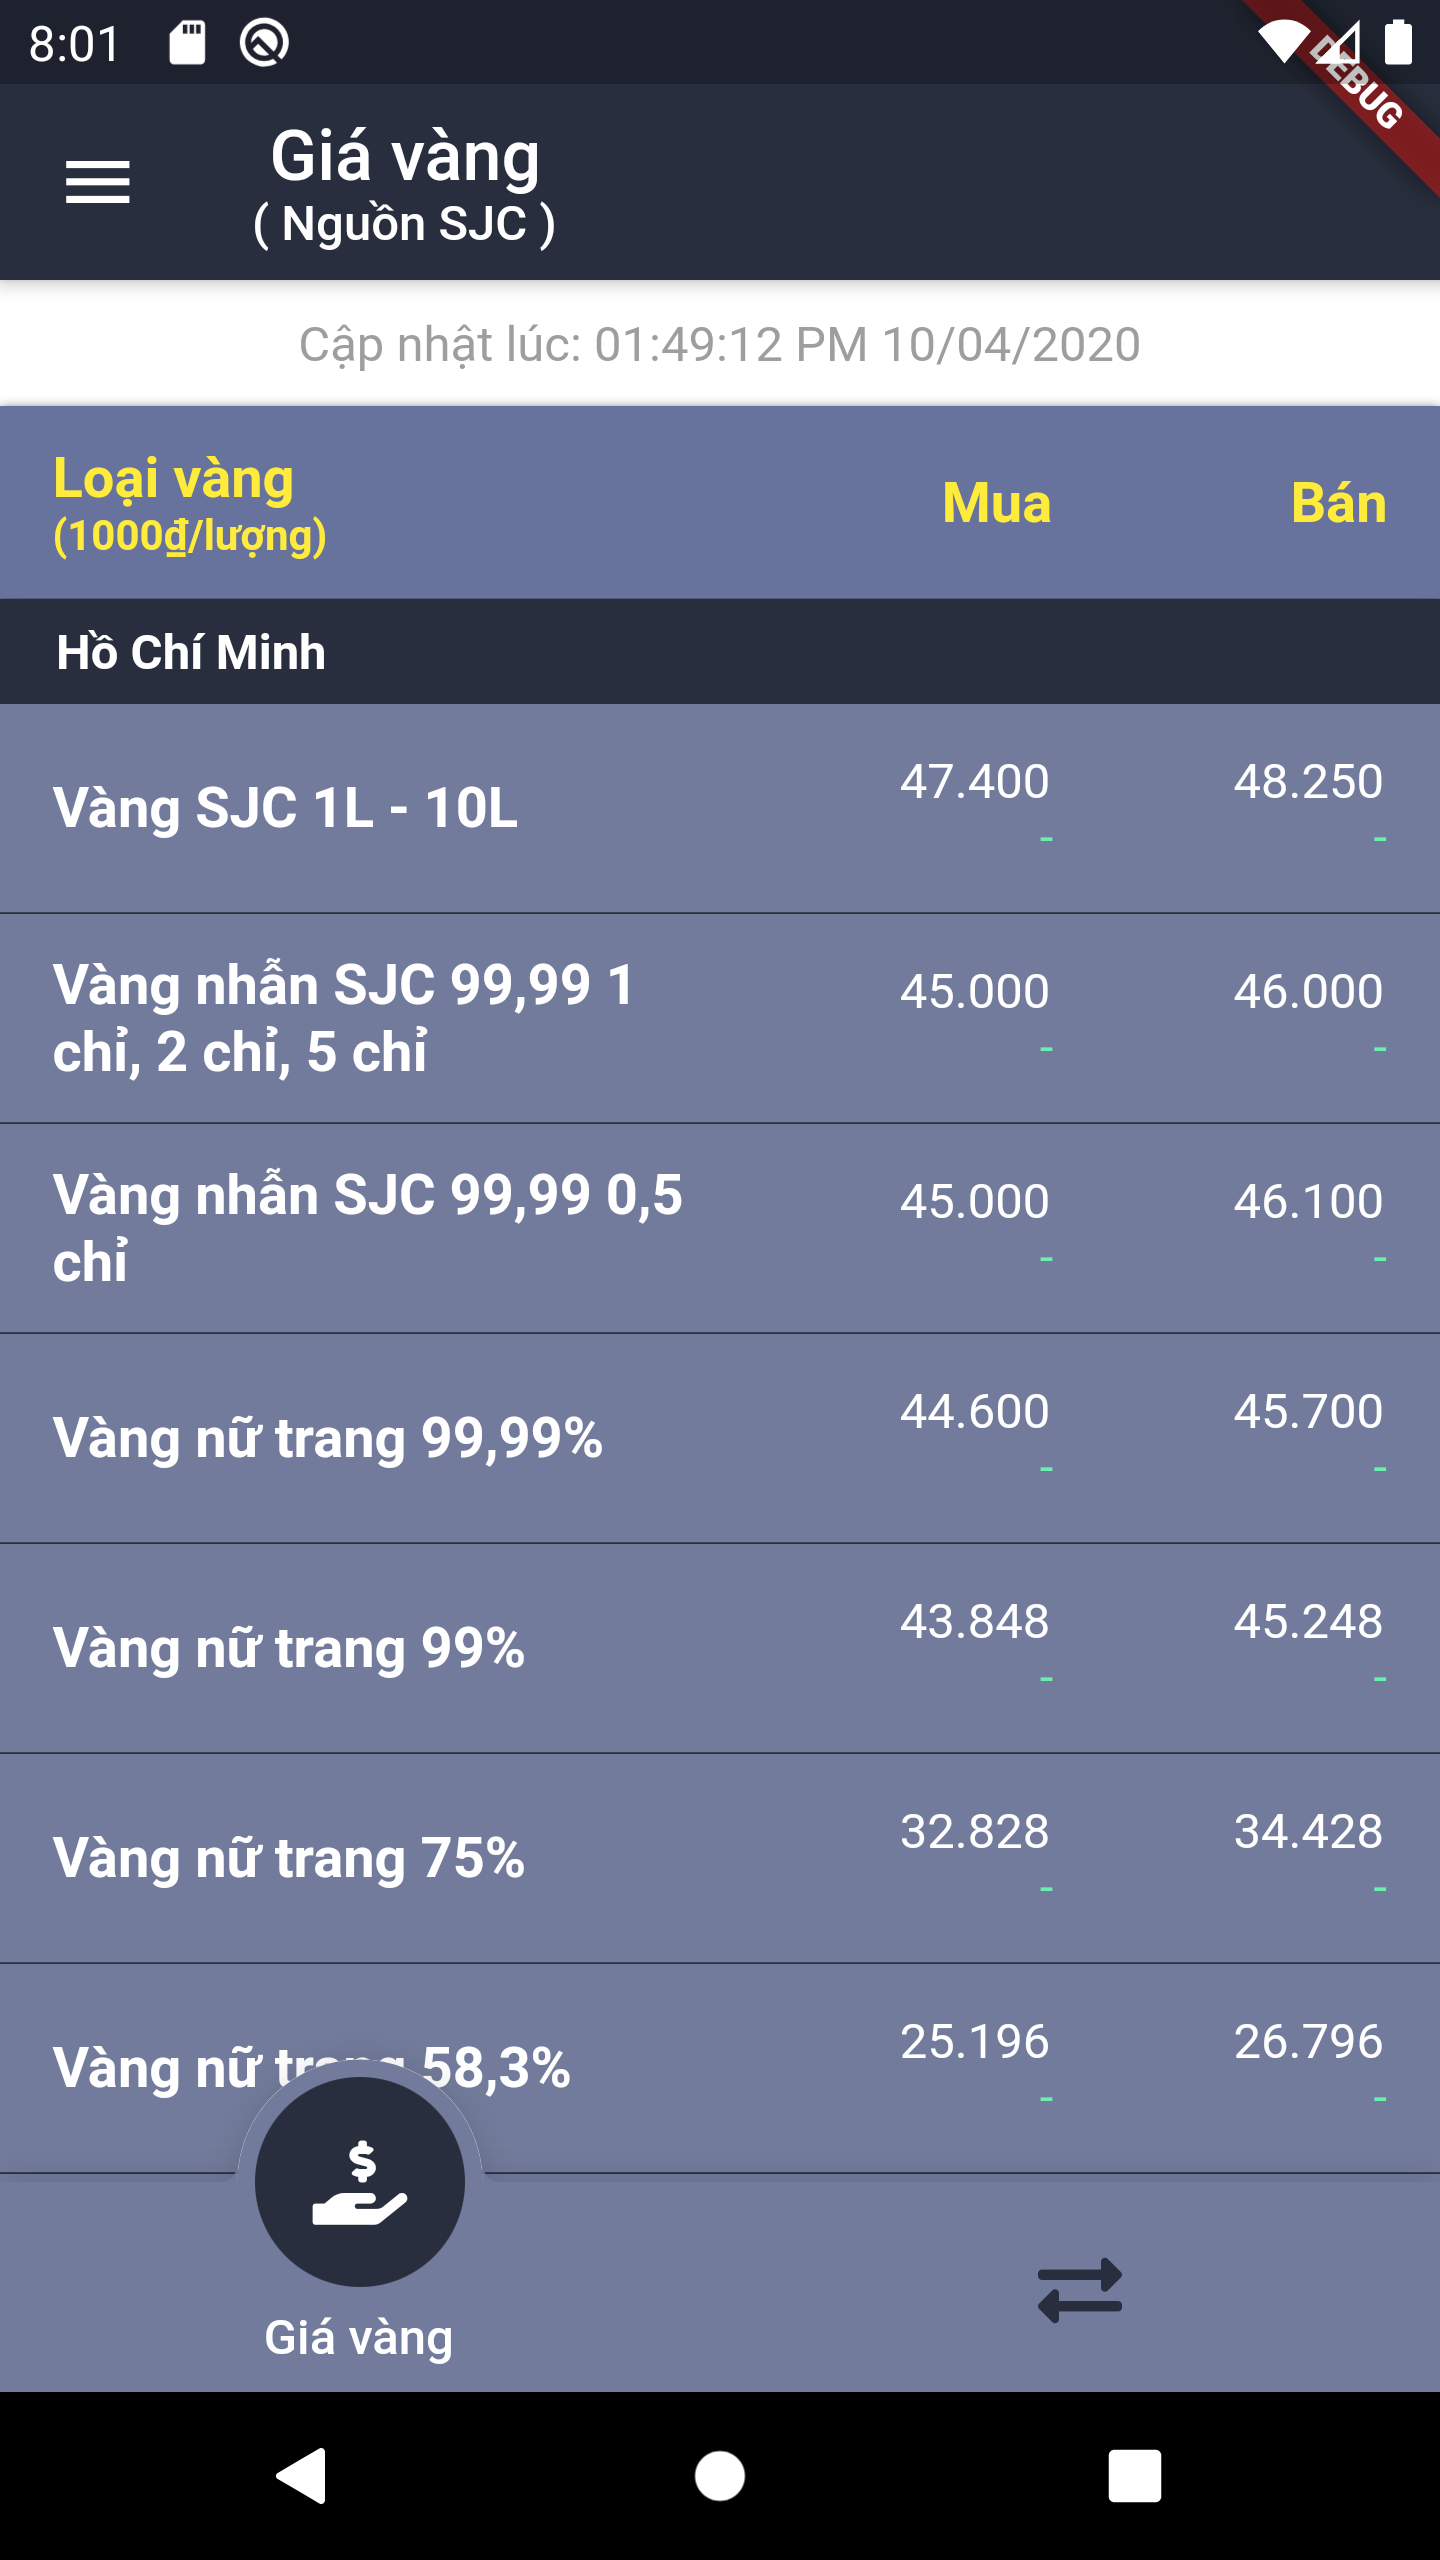 8:01
DEBUG
Giá vàng
( Nguồn SJC )
Cập nhật lúc: 01:49:12 PM 10/04/2020
Loại vàng
(1000₫/lượng)
Mua
Bán
Hồ Chí Minh
Vàng SJC 1L - 10L
47.400
48.250
-
-
Vàng nhẫn SJC 99,99 1
chỉ, 2 chỉ, 5 chỉ
45.000
46.000
-
-
Vàng nhẫn SJC 99,99 0,5
chỉ
45.000
46.100
-
-
Vàng nữ trang 99,99%
44.600
45.700
-
-
Vàng nữ trang 99%
43.848
45.248
-
-
Vàng nữ trang 75%
32.828
34.428
-
-
Vàng nữ trang 58,3%
25.196
26.796
-
-
Giá vàng